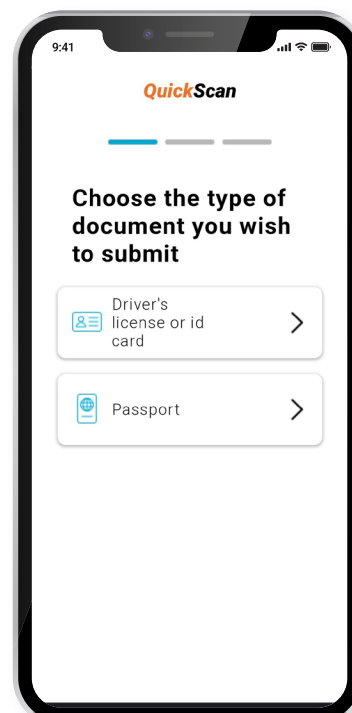 9:41
QuickScan
Choose the type of
document you wish
to submit
Driver's
license or id
card
Passport